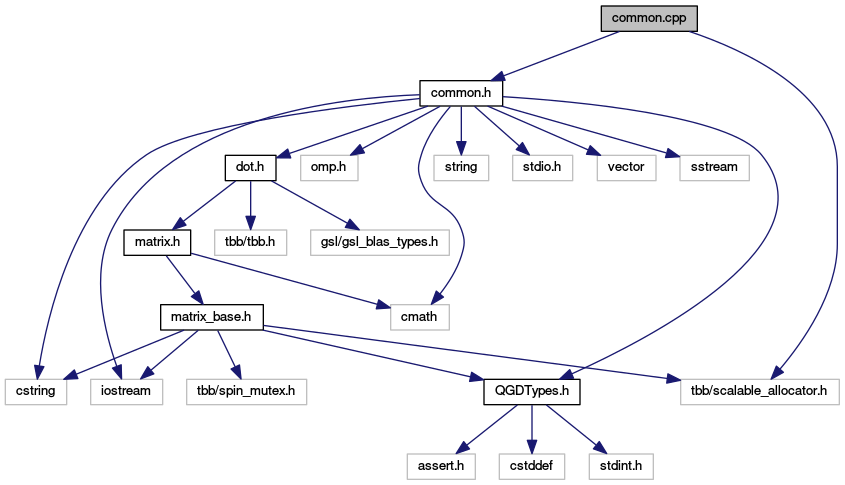 common.cpp
common.h
dot.h
omp.h
string
stdio.h
vector
sstream
matrix.h
tbb/tbb.h
gsl/gsl_blas_types.h
matrix_base.h
cmath
cstring
iostream
tbb/spin_mutex.h
QGDTypes.h
tbb/scalable_allocator.h
assert.h
cstddef
stdint.h